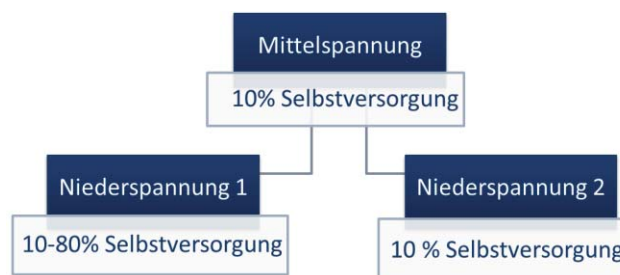 Mittelspannung
10% Selbstversorgung
Niederspannung 1
Niederspannung 2
10-80% Selbstversorgung
10 % Selbstversorgung